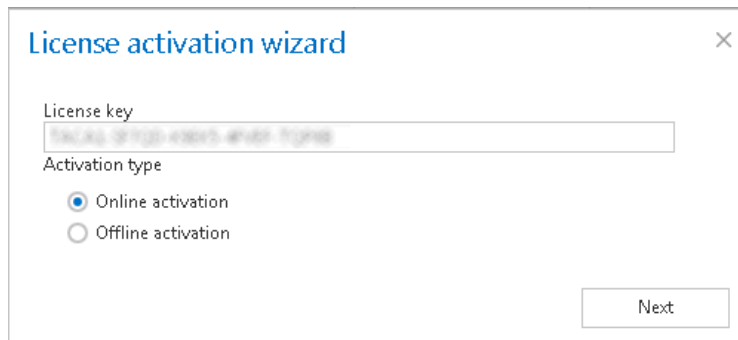 License activation wizard
License key
Activation type
Online activation
Offline activation
Next